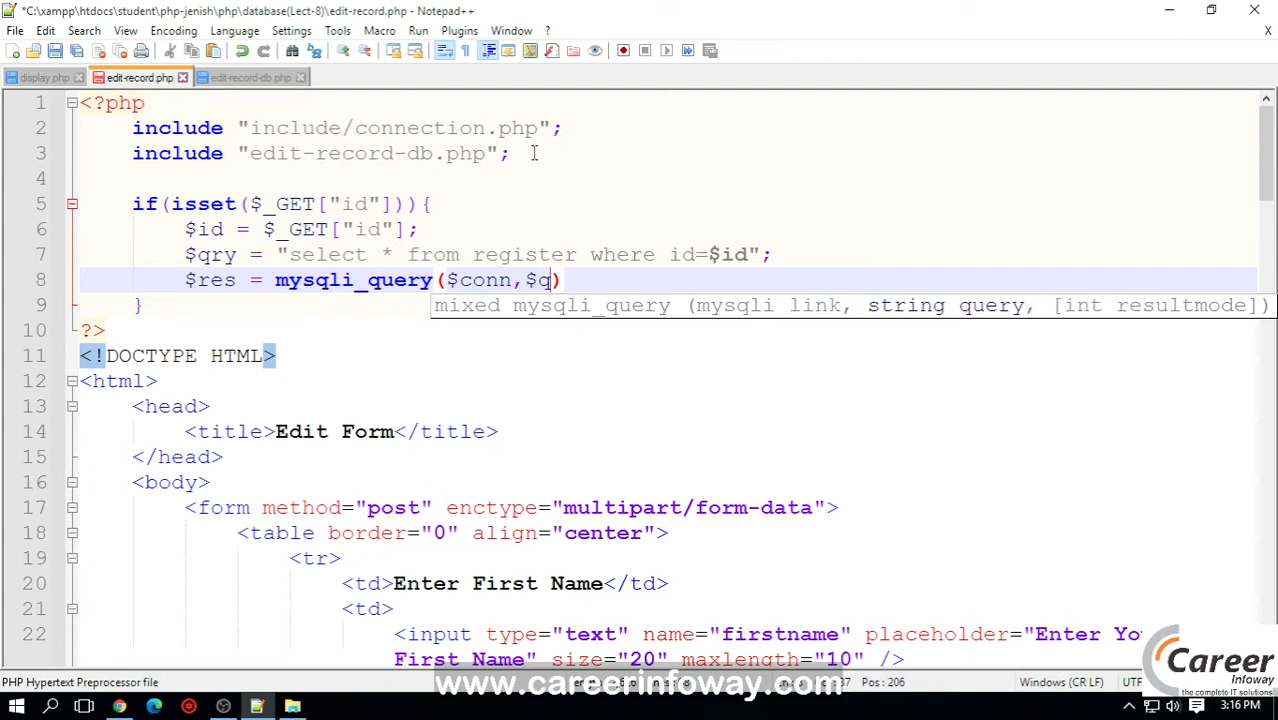 *C:\xampp\htdocs\student\php-jenish\php\database(Lect-8)\edit-record.php - Notepad++
File Edit Search View Encoding Language Settings Tools Macro Run Plugins Window ?
X
display.php edit-record.php edit-record-db.php
1 <?php
2 include "include/connection.php";
3 include "edit-record-db.php";
4
5 if(isset($_GET["id"])){
6 $id = $_GET["id"];
7 $qry = "select * from register where id=$id";
8 $res = mysqli_query($conn,$q)
9 }
mixed mysqli_query (mysqli link, string query, [int resultmode])
10 ?>
11 <!DOCTYPE HTML>
12 <html>
13 <head>
14 <title>Edit Form</title>
15 </head>
16 <body>
17 <form method="post" enctype="multipart/form-data">
18 <table border="0" align="center">
19 <tr>
20 <td>Enter First Name</td>
21 <td>
22 <input type="text" name="firstname" placeholder="Enter Yo
First Name" size="20" maxlength="10" />
Career
Infoway
(the complete IT solutions)
PHP Hypertext Preprocessor file
Pos : 206
Windows (CR LF)
UTF
www.careerinfoway.com
3:16 PM